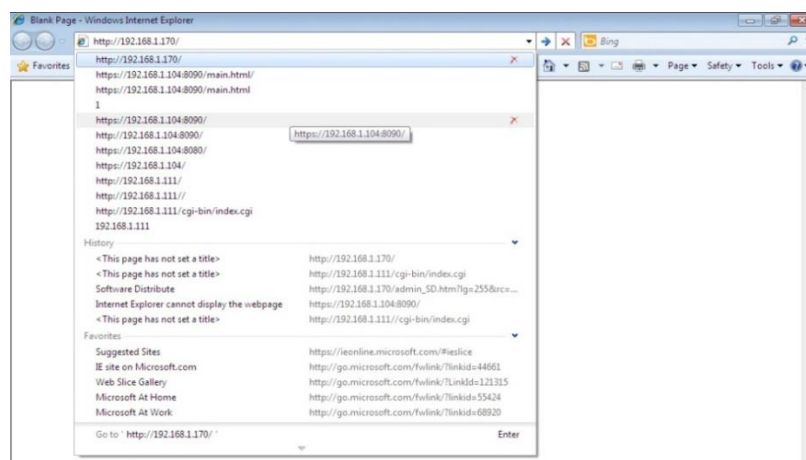 Blank Page - Windows Internet Explorer
http://192.168.1.170/
Bing
Favorites
Page Safety Tools
http://192.168.1.170/
https://192.168.1.104:8090/main.html/
https://192.168.1.104:8090/main.html
1
https://192.168.1.104:8090/
http://192.168.1.104:8090/
https://192.168.1.104:8090/
https://192.168.1.104:8080/
https://192.168.1.104/
http://192.168.1.111/
http://192.168.1.111//
http://192.168.1.111/cgi-bin/index.cgi
192.168.1.111
History
<This page has not set a title> http://192.168.1.170/
<This page has not set a title> http://192.168.1.111/cgi-bin/index.cgi
Software Distribute http://192.168.1.170/admin_SD.htm?lg=255&rc=...
Internet Explorer cannot display the webpage https://192.168.1.104:8090/
<This page has not set a title> http://192.168.1.111//cgi-bin/index.cgi
Favorites
Suggested Sites https://ieonline.microsoft.com/#ieslice
IE site on Microsoft.com http://go.microsoft.com/fwlink/?linkid=44661
Web Slice Gallery http://go.microsoft.com/fwlink/?LinkId=121315
Microsoft At Home http://go.microsoft.com/fwlink/?linkid=55424
Microsoft At Work http://go.microsoft.com/fwlink/?linkid=68920
Go to ' http://192.168.1.170/ ' Enter